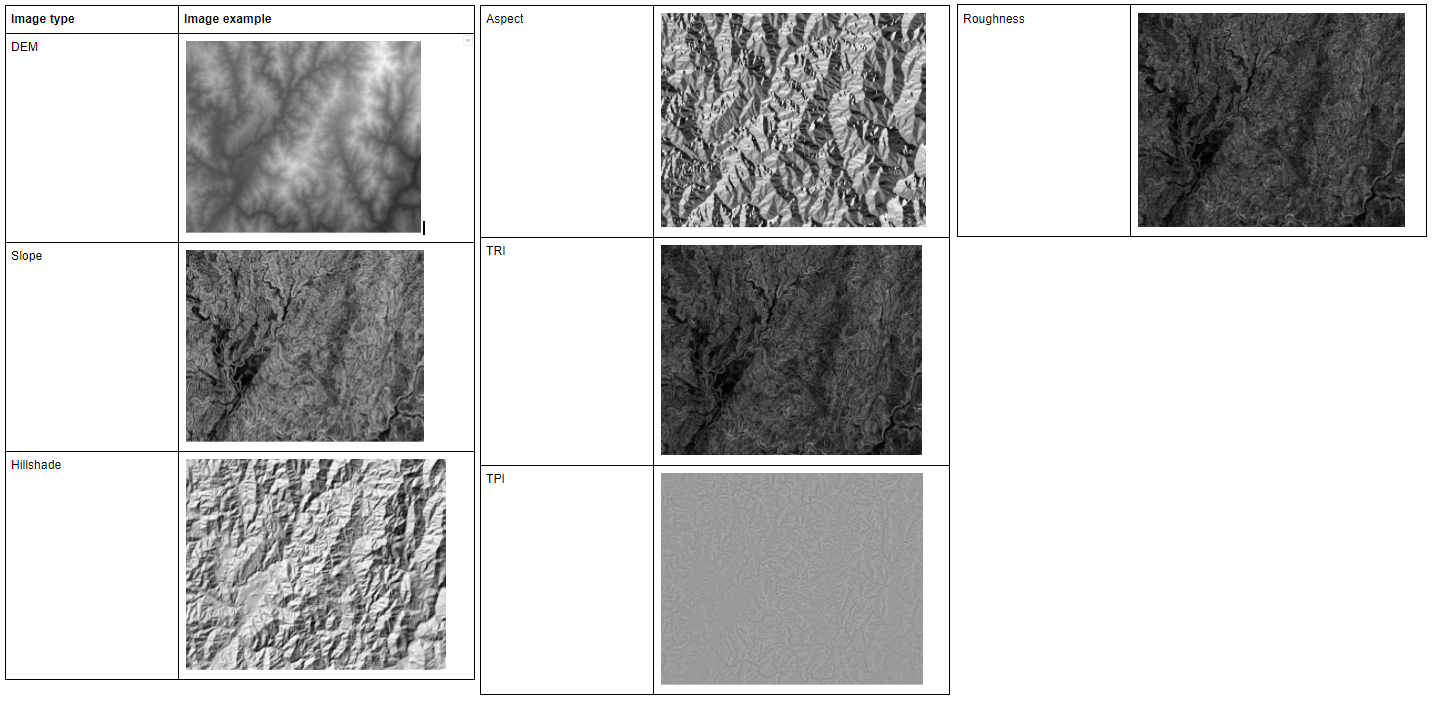 Image type
Image example
DEM
Slope
Hillshade
Aspect
TRI
TPI
Roughness